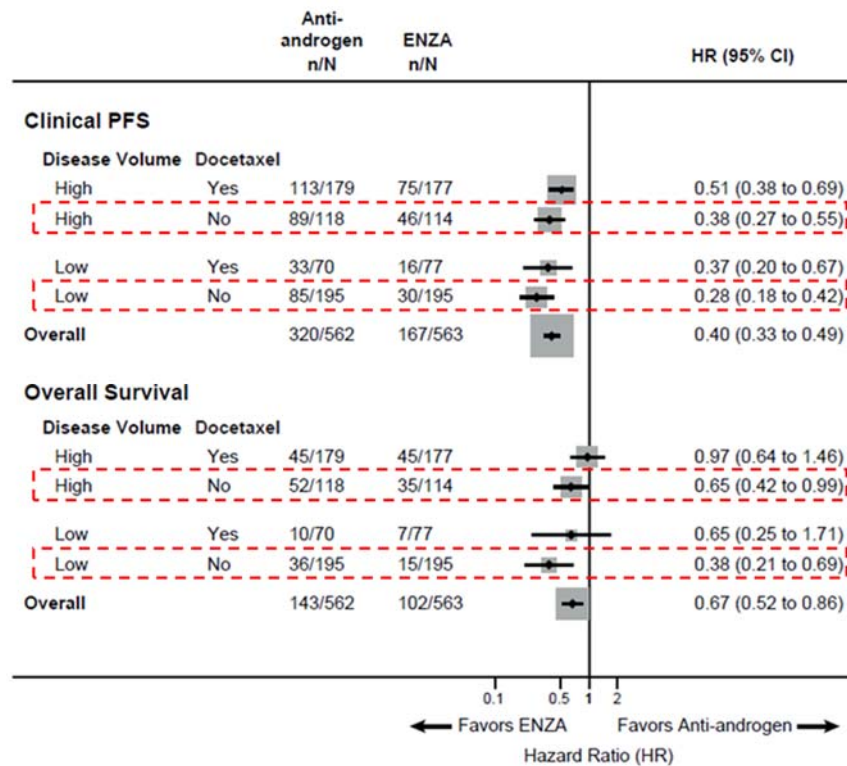 Anti-
androgen ENZA
n/N n/N HR (95% CI)
Clinical PFS
Disease Volume Docetaxel
High Yes 113/179 75/177 0.51 (0.38 to 0.69)
High No 89/118 46/114 0.38 (0.27 to 0.55)
Low Yes 33/70 16/77 0.37 (0.20 to 0.67)
Low No 85/195 30/195 0.28 (0.18 to 0.42)
Overall 320/562 167/563 0.40 (0.33 to 0.49)
Overall Survival
Disease Volume Docetaxel
High Yes 45/179 45/177 0.97 (0.64 to 1.46)
High No 52/118 35/114 0.65 (0.42 to 0.99)
Low Yes 10/70 7/77 0.65 (0.25 to 1.71)
Low No 36/195 15/195 0.38 (0.21 to 0.69)
Overall 143/562 102/563 0.67 (0.52 to 0.86)
0.1 0.5 1 2
Favors ENZA Favors Anti-androgen
Hazard Ratio (HR)